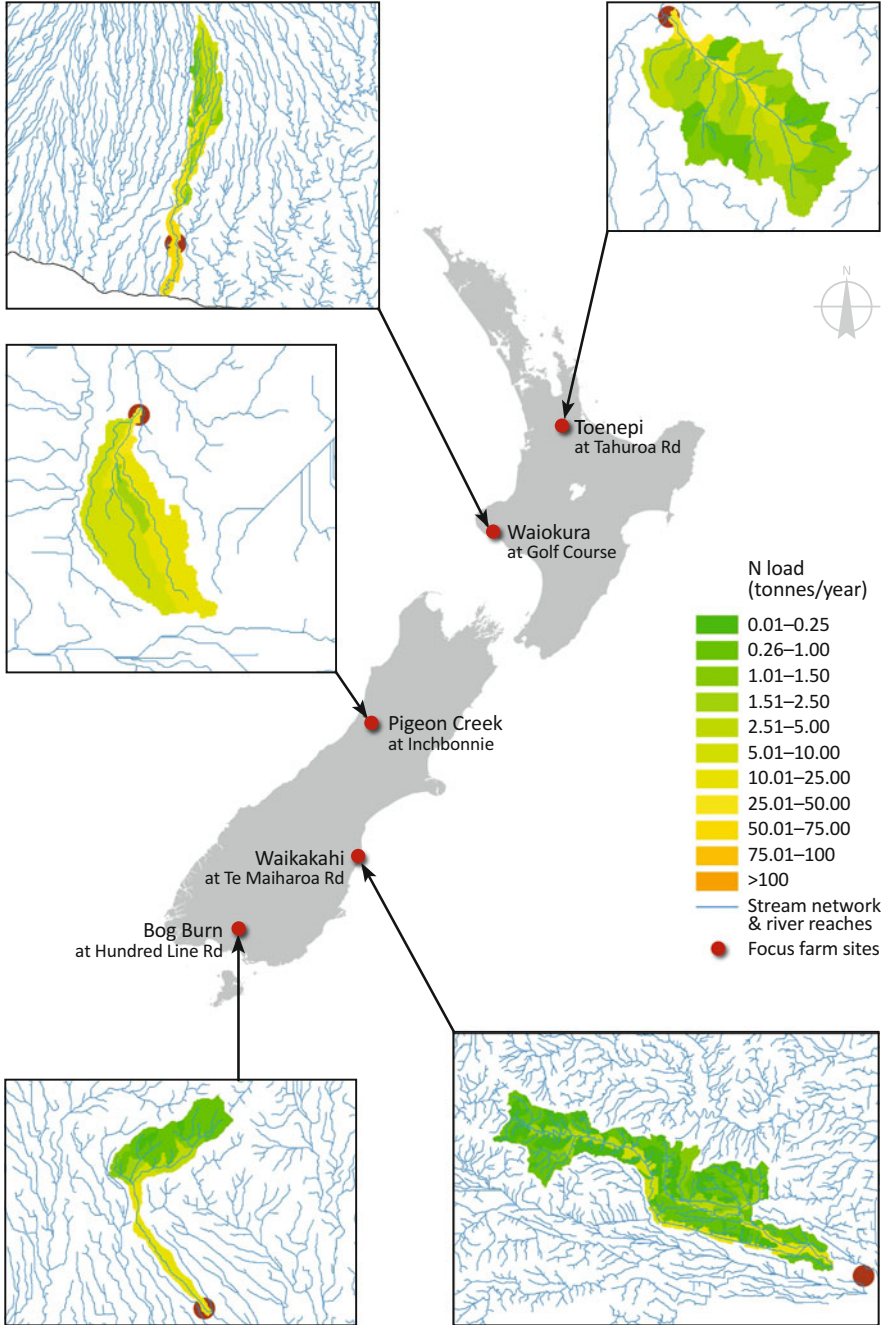 N
Toenepi
at Tahuroa Rd
Waiokura
at Golf Course
Pigeon Creek
at Inchbonnie
Waikakahi
at Te Maiharoa Rd
Bog Burn
at Hundred Line Rd
N load
(tonnes/year)
0.01–0.25
0.26–1.00
1.01–1.50
1.51–2.50
2.51–5.00
5.01–10.00
10.01–25.00
25.01–50.00
50.01–75.00
75.01–100
>100
Stream network
& river reaches
Focus farm sites